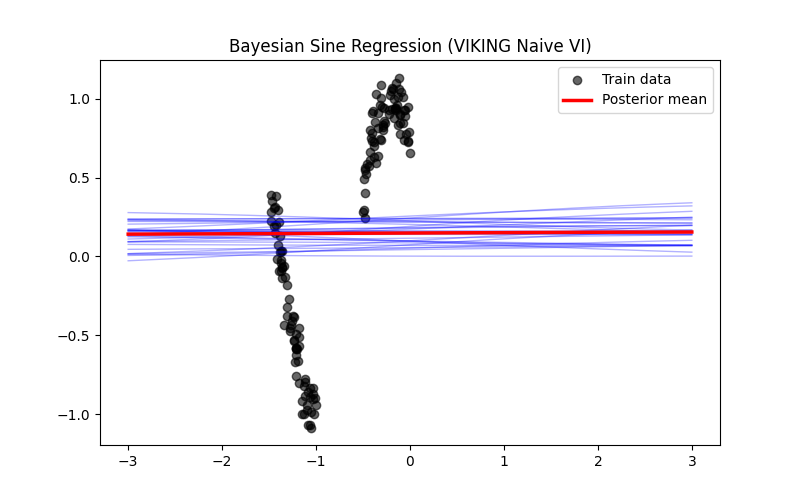 Bayesian Sine Regression (VIKING Naive VI)
Train data
Posterior mean
1.0
0.5
0.0
−0.5
−1.0
−3 −2 −1 0 1 2 3